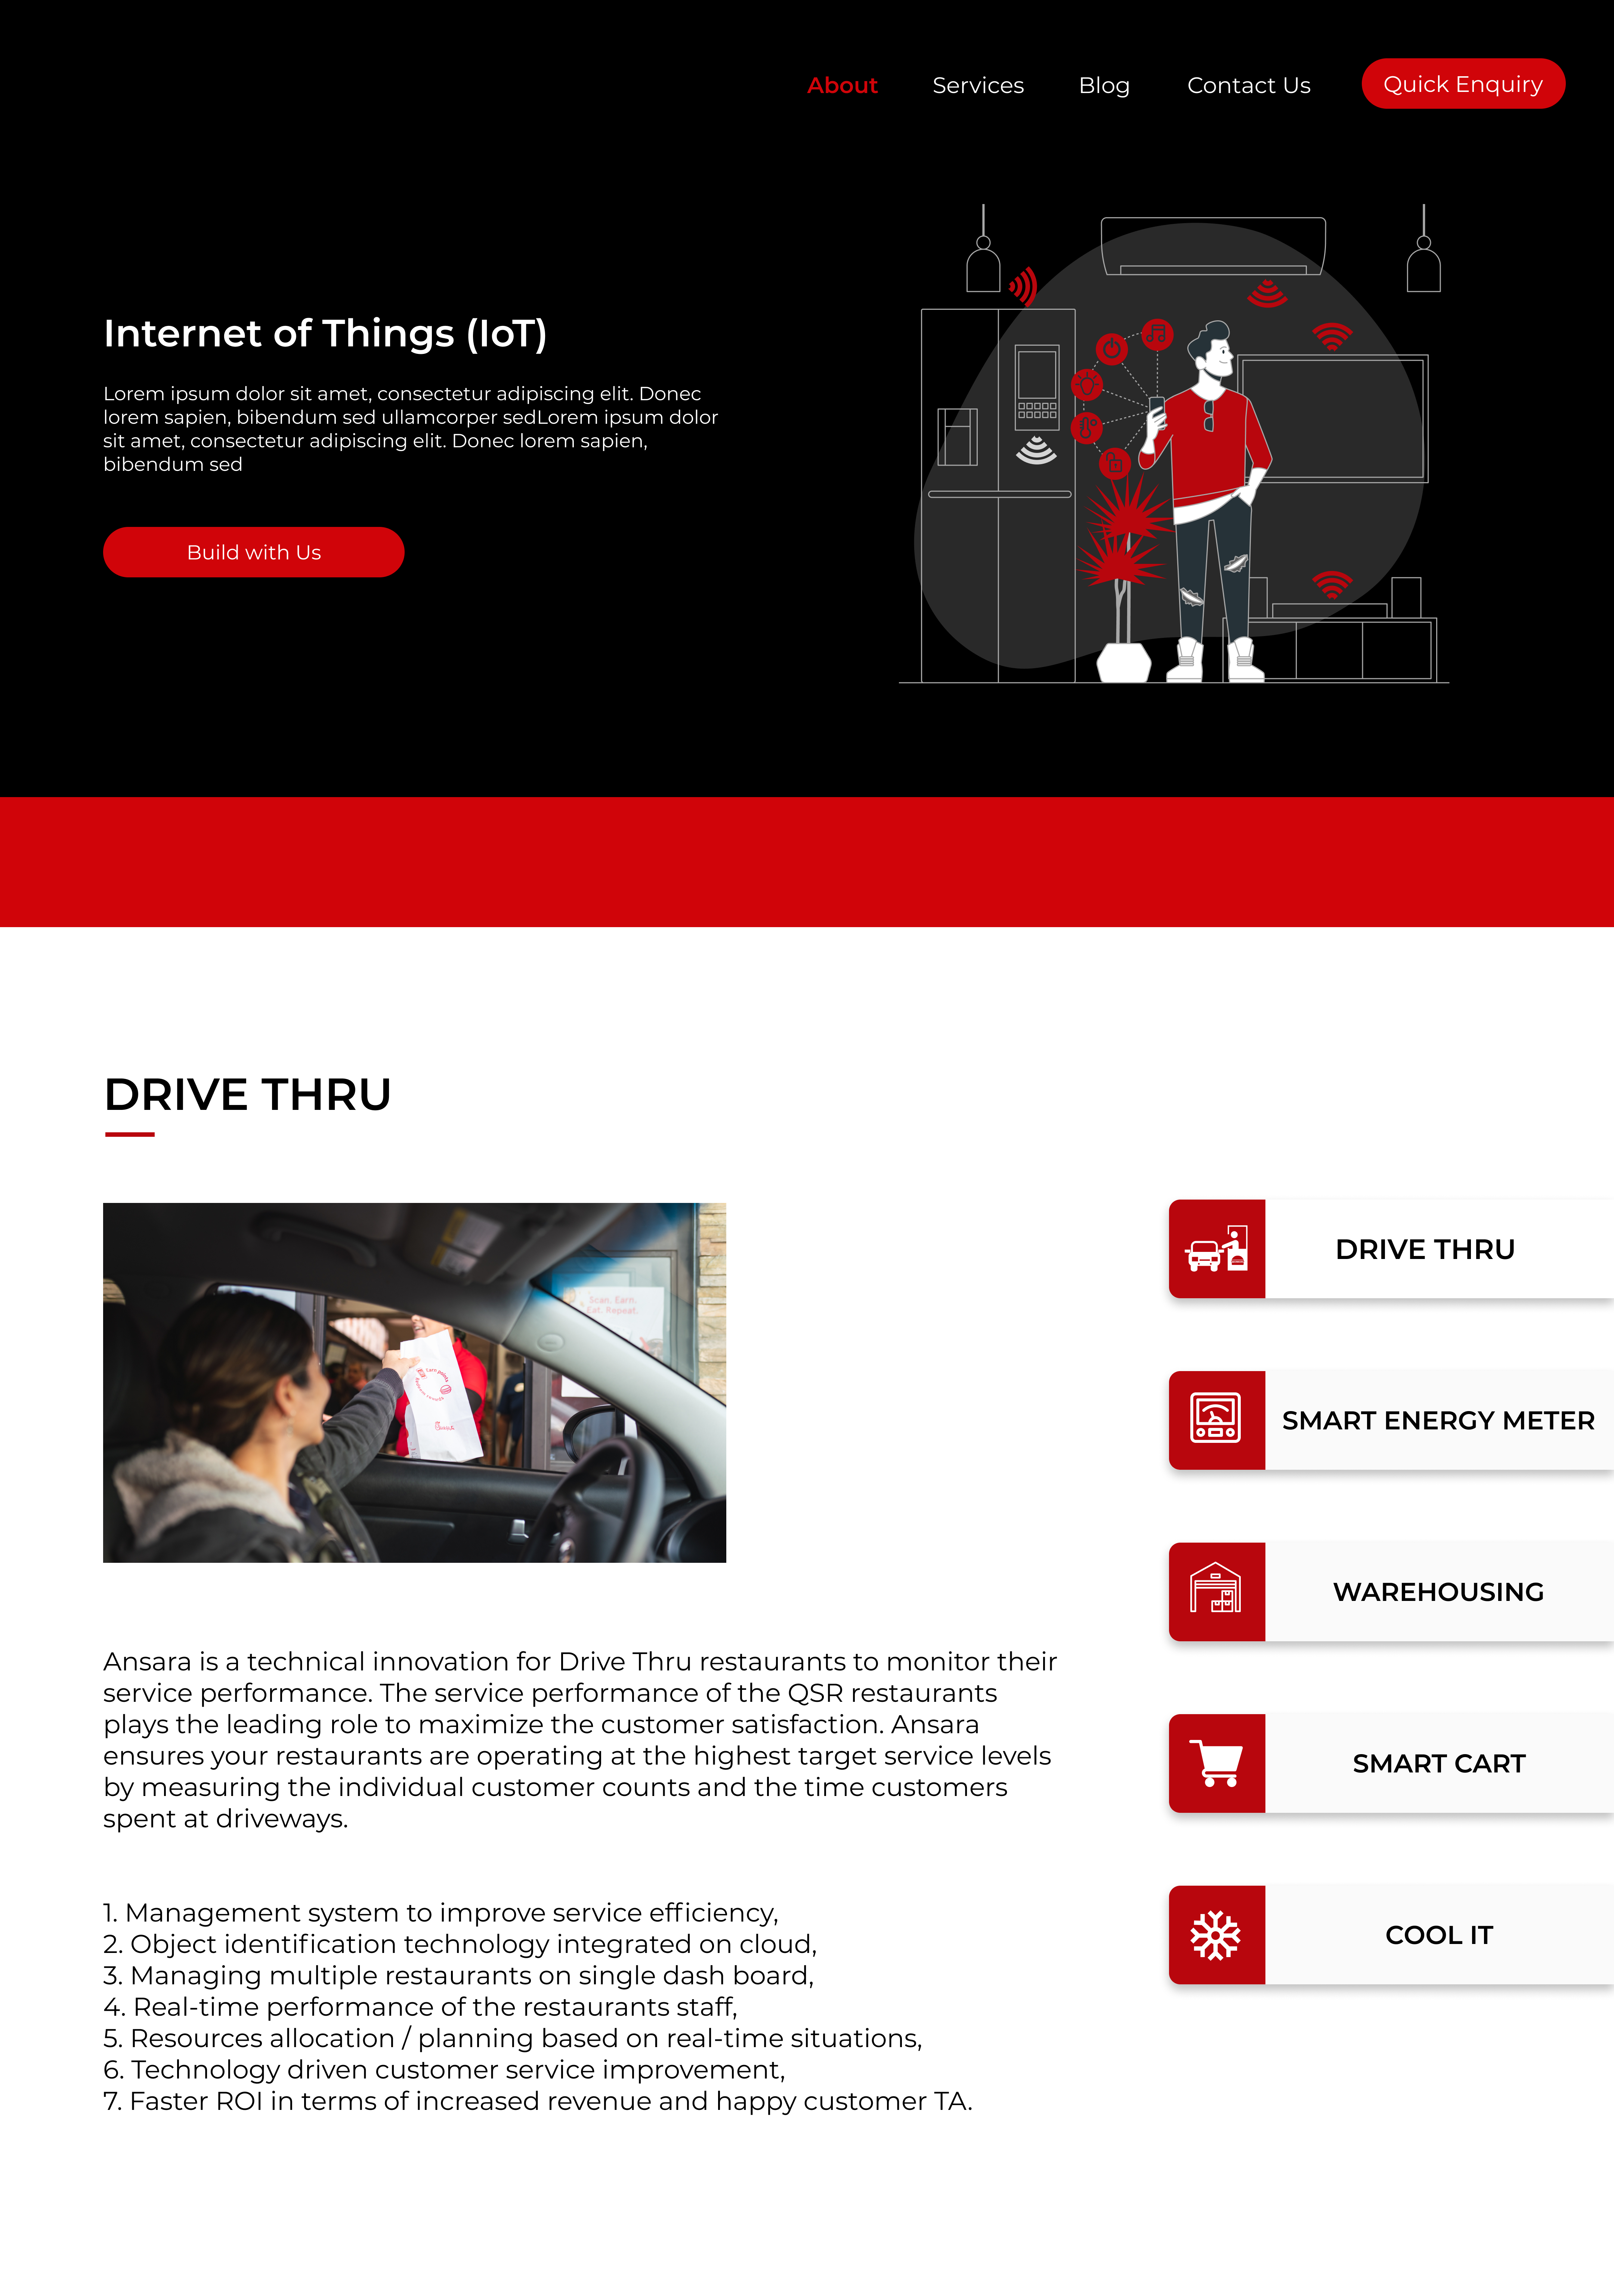 About
Services
Blog
Contact Us
Quick Enquiry
Internet of Things (IoT)
Lorem ipsum dolor sit amet, consectetur adipiscing elit. Donec
lorem sapien, bibendum sed ullamcorper sedLorem ipsum dolor
sit amet, consectetur adipiscing elit. Donec lorem sapien,
bibendum sed
Build with Us
DRIVE THRU
Scan. Earn.
Eat. Repeat.
Ansara is a technical innovation for Drive Thru restaurants to monitor their
service performance. The service performance of the QSR restaurants
plays the leading role to maximize the customer satisfaction. Ansara
ensures your restaurants are operating at the highest target service levels
by measuring the individual customer counts and the time customers
spent at driveways.
1. Management system to improve service efficiency,
2. Object identification technology integrated on cloud,
3. Managing multiple restaurants on single dash board,
4. Real-time performance of the restaurants staff,
5. Resources allocation / planning based on real-time situations,
6. Technology driven customer service improvement,
7. Faster ROI in terms of increased revenue and happy customer TA.
DRIVE THRU
SMART ENERGY METER
WAREHOUSING
SMART CART
COOL IT